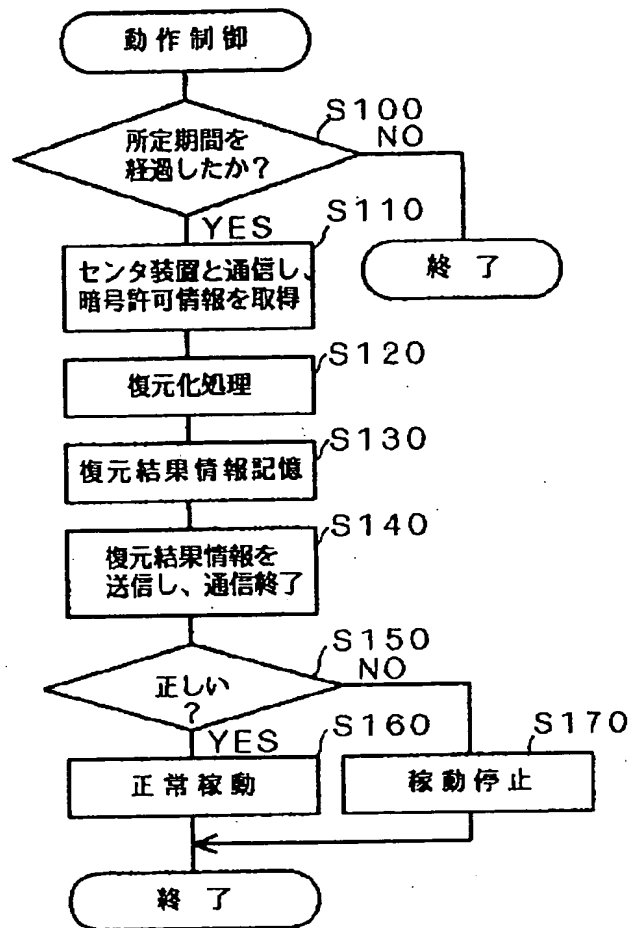 動作制御
S100
所定期間を
経過したか?
NO
YES
S110
センタ装置と通信し、
暗号許可情報を取得
終了
S120
復元化処理
S130
復元結果情報記憶
S140
復元結果情報を
送信し、通信終了
S150
正しい
?
NO
YES
S160
正常稼動
S170
稼動停止
終了